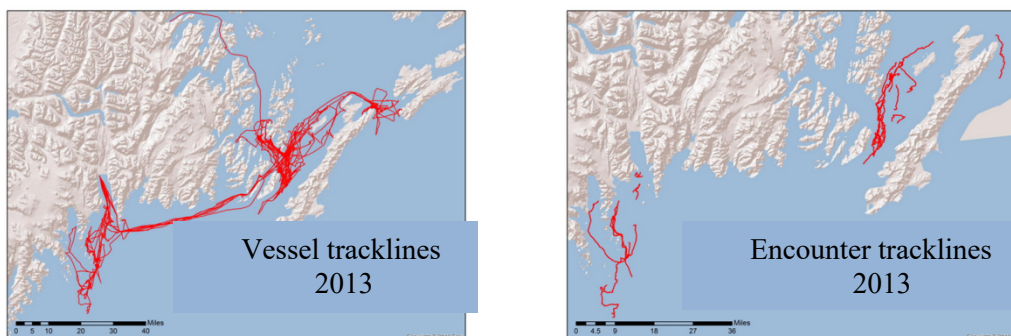 Vessel tracklines
2013
Miles
0 5 10 20 30 40
Encounter tracklines
2013
Miles
0 4.5 9 18 27 36